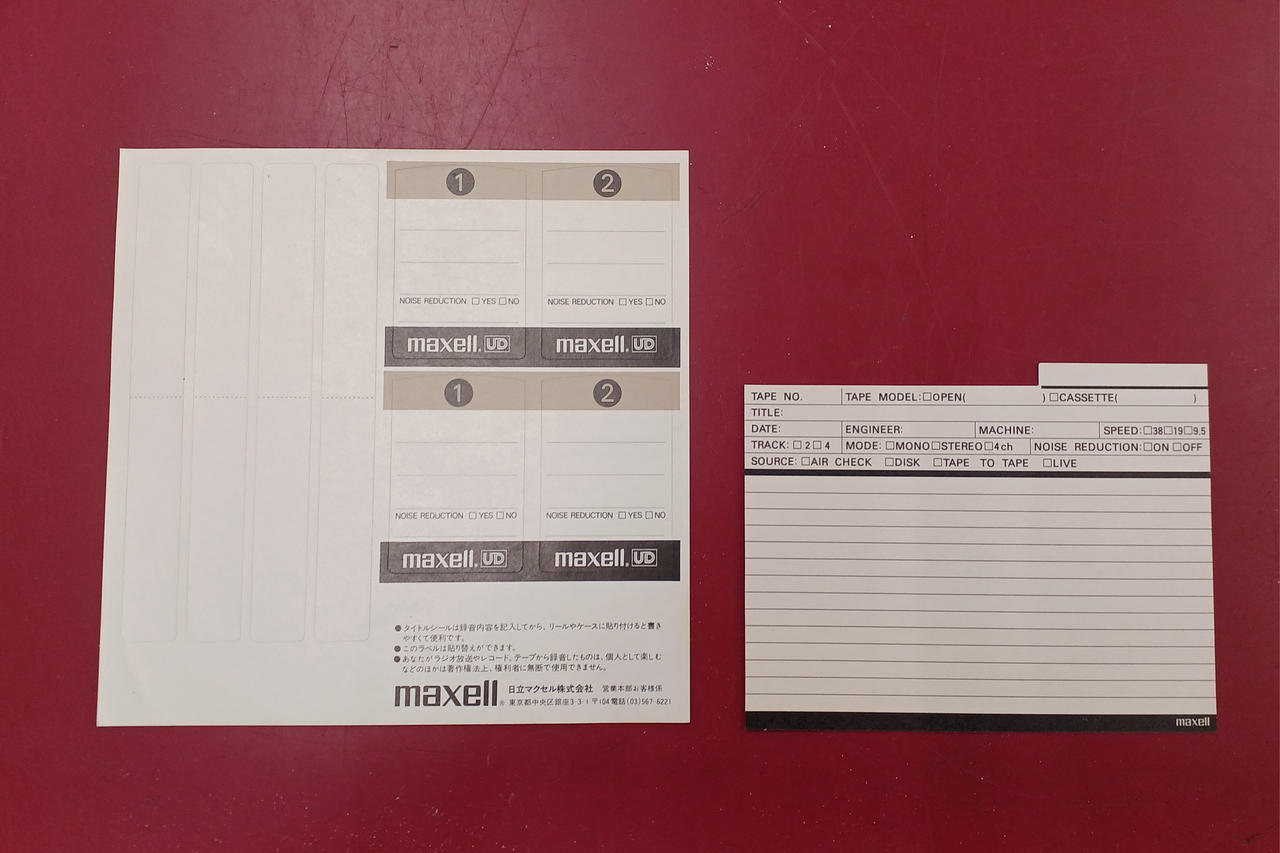 1 2
NOISE REDUCTION □YES □NO NOISE REDUCTION □YES □NO
maxell. UD maxell. UD
1 2
NOISE REDUCTION □YES □NO NOISE REDUCTION □YES □NO
maxell. UD maxell. UD
●タイトルシールは録音内容を記入してから、リールやケースに貼り付けると書き
やすくて便利です。
●このラベルは貼り替えができます。
●あなたがラジオ放送やレコード、テープから録音したものは、個人として楽しむ
などのほかは著作権法上、権利者に無断で使用できません。
maxell® 日立マクセル株式会社 営業本部お客様係
東京都中央区銀座3-3-1 〒104 電話(03)567-6221
TAPE NO. TAPE MODEL:□OPEN( ) □CASSETTE( )
TITLE:
DATE: ENGINEER: MACHINE: SPEED:□38□19□9.5
TRACK: □ 2 □ 4 MODE: □MONO□STEREO□4ch NOISE REDUCTION:□ON □OFF
SOURCE: □AIR CHECK □DISK □TAPE TO TAPE □LIVE
maxell